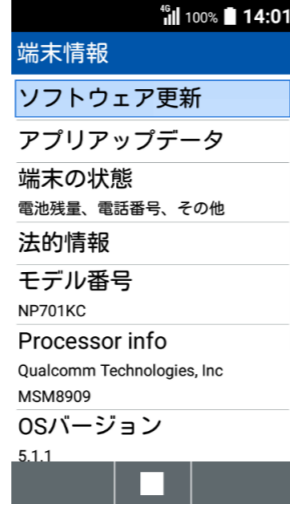 4G 100% 14:01
端末情報
ソフトウェア更新
アプリアップデータ
端末の状態
電池残量、電話番号、その他
法的情報
モデル番号
NP701KC
Processor info
Qualcomm Technologies, Inc
MSM8909
OSバージョン
5.1.1